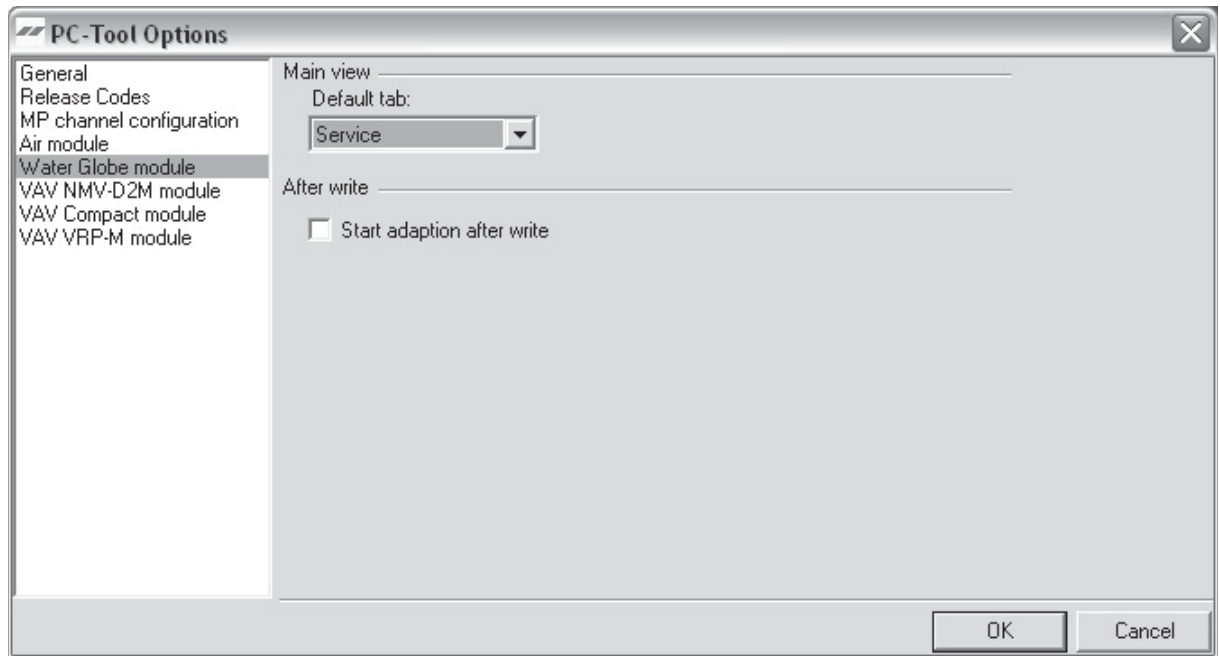 PC-Tool Options
General
Release Codes
MP channel configuration
Air module
Water Globe module
VAV NMV-D2M module
VAV Compact module
VAV VRP-M module
Main view
Default tab:
Service
After write
Start adaption after write
OK
Cancel